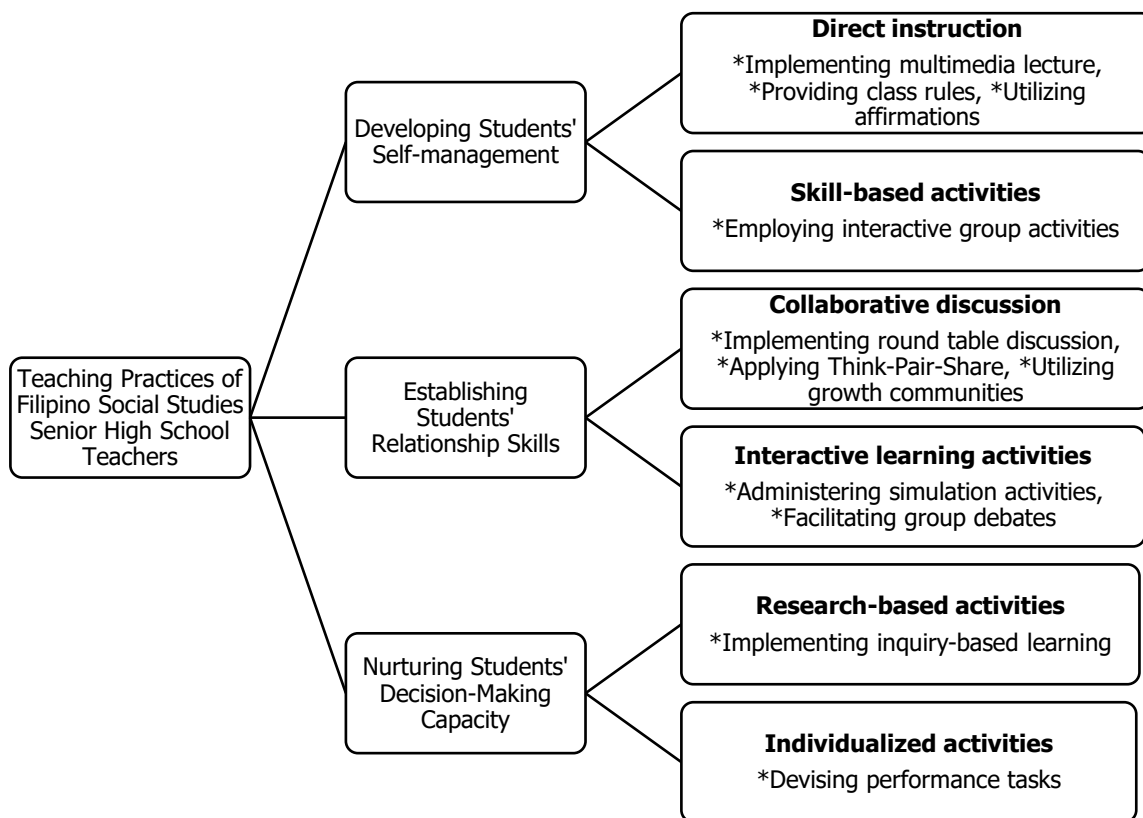 Teaching Practices of
Filipino Social Studies
Senior High School
Teachers
Developing Students'
Self-management
Direct instruction
*Implementing multimedia lecture,
*Providing class rules, *Utilizing
affirmations
Skill-based activities
*Employing interactive group activities
Establishing
Students'
Relationship Skills
Collaborative discussion
*Implementing round table discussion,
*Applying Think-Pair-Share, *Utilizing
growth communities
Interactive learning activities
*Administering simulation activities,
*Facilitating group debates
Nurturing Students'
Decision-Making
Capacity
Research-based activities
*Implementing inquiry-based learning
Individualized activities
*Devising performance tasks